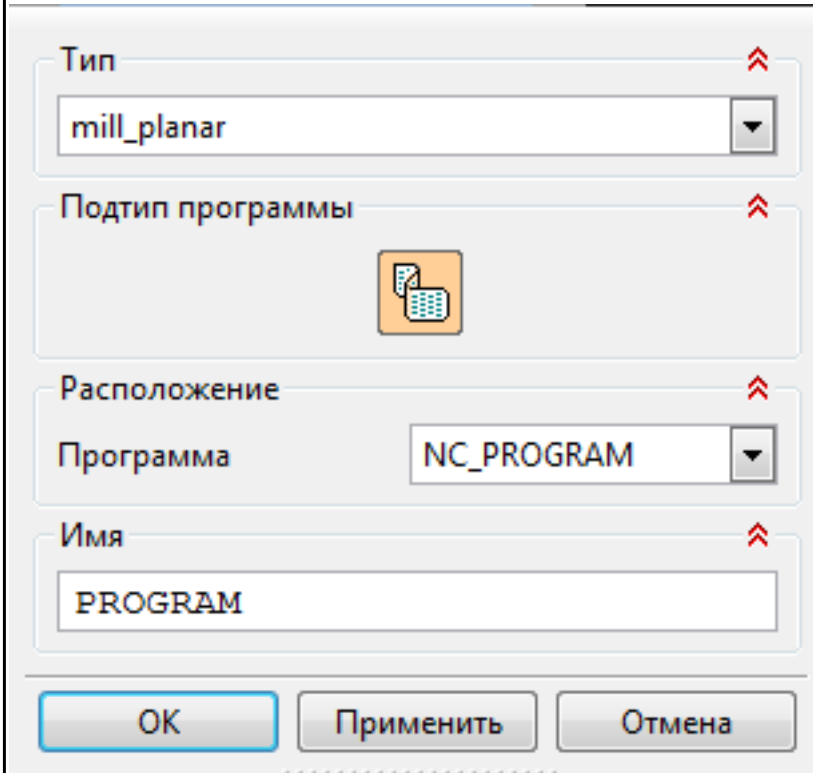 Тип
mill_planar
Подтип программы
Расположение
Программа NC_PROGRAM
Имя
PROGRAM
OK Применить Отмена